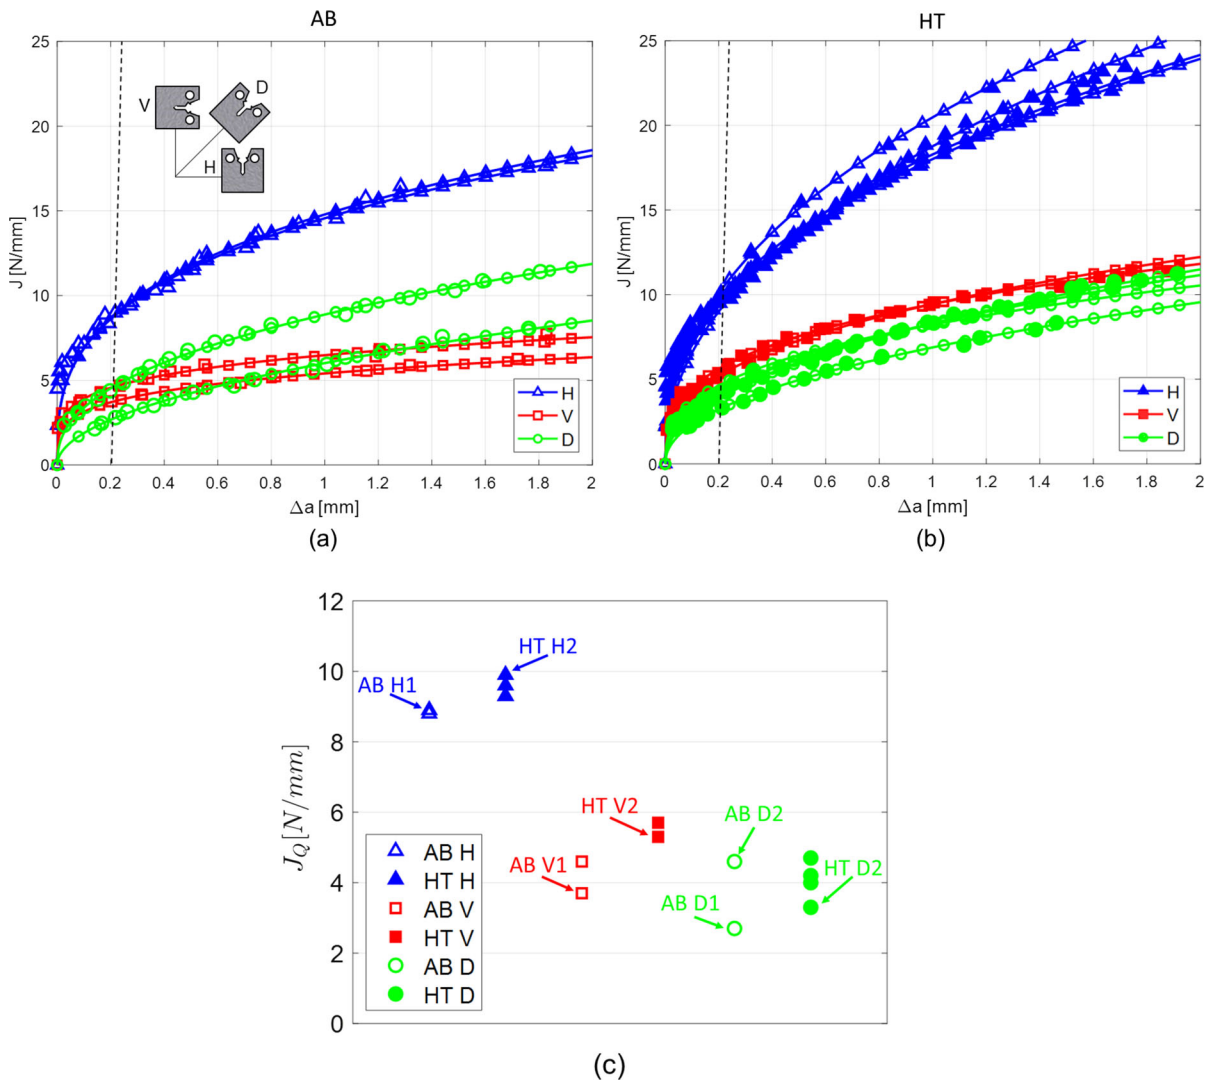 AB
25
20
15
10
5
0
J [N/mm]
V
D
H
H
V
D
0 0.2 0.4 0.6 0.8 1 1.2 1.4 1.6 1.8 2
Δa [mm]
(a)
HT
25
20
15
10
5
0
J [N/mm]
H
V
D
0 0.2 0.4 0.6 0.8 1 1.2 1.4 1.6 1.8 2
Δa [mm]
(b)
12
10
8
6
4
2
0
J_Q[N/mm]
HT H2
AB H1
HT V2
AB D2
AB V1
HT D2
AB D1
AB H
HT H
AB V
HT V
AB D
HT D
(c)